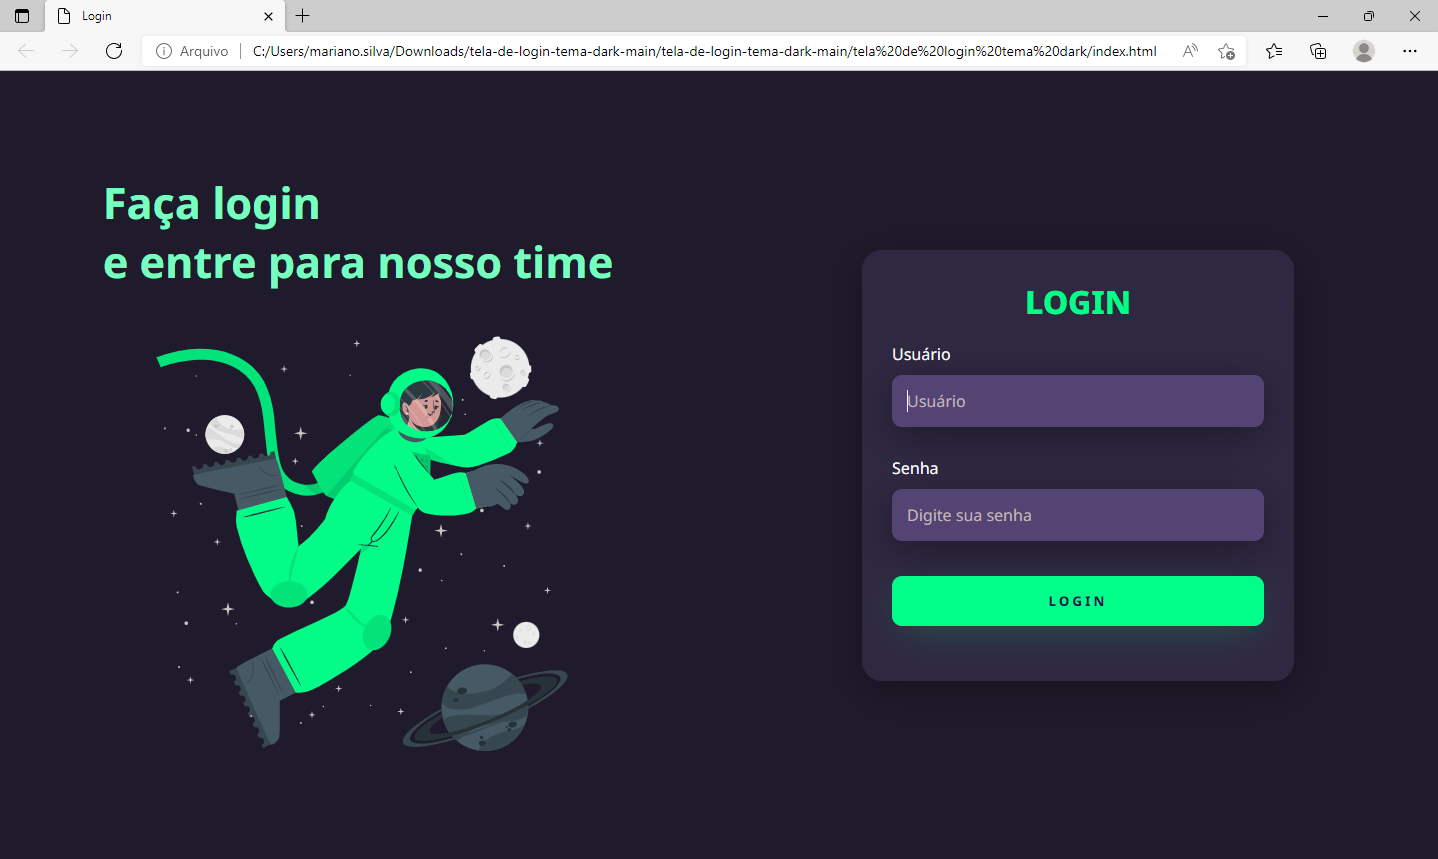 Login
Arquivo
C:/Users/mariano.silva/Downloads/tela-de-login-tema-dark-main/tela-de-login-tema-dark-main/tela%20de%20login%20tema%20dark/index.html
Faça login
e entre para nosso time
LOGIN
Usuário
Usuário
Senha
Digite sua senha
LOGIN